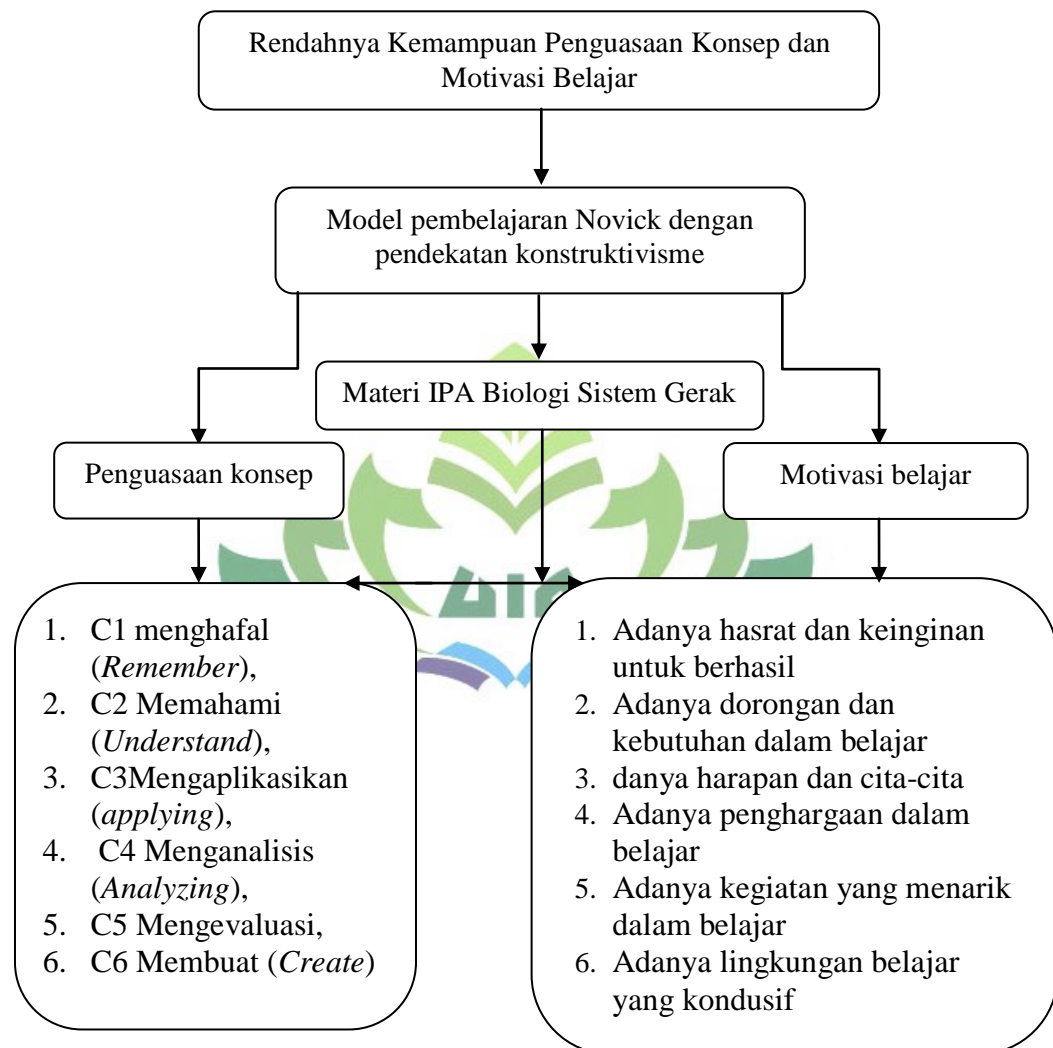 Rendahnya Kemampuan Penguasaan Konsep dan
Motivasi Belajar
Model pembelajaran Novick dengan
pendekatan konstruktivisme
Materi IPA Biologi Sistem Gerak
Penguasaan konsep
Motivasi belajar
1. C1 menghafal
(Remember),
2. C2 Memahami
(Understand),
3. C3Mengaplikasikan
(applying),
4. C4 Menganalisis
(Analyzing),
5. C5 Mengevaluasi,
6. C6 Membuat (Create)
1. Adanya hasrat dan keinginan
untuk berhasil
2. Adanya dorongan dan
kebutuhan dalam belajar
3. danya harapan dan cita-cita
4. Adanya penghargaan dalam
belajar
5. Adanya kegiatan yang menarik
dalam belajar
6. Adanya lingkungan belajar
yang kondusif